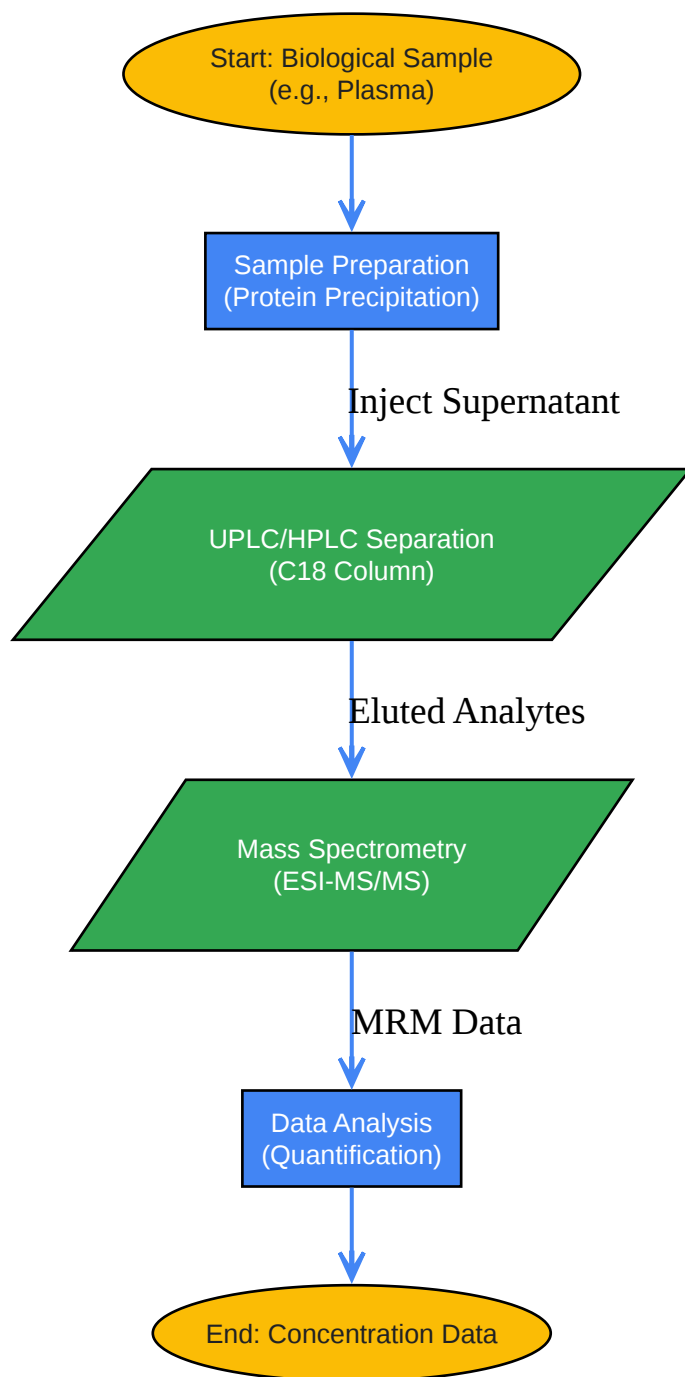 Start: Biological Sample
(e.g., Plasma)
Sample Preparation
(Protein Precipitation)
Inject Supernatant
UPLC/HPLC Separation
(C18 Column)
Eluted Analytes
Mass Spectrometry
(ESI-MS/MS)
MRM Data
Data Analysis
(Quantification)
End: Concentration Data